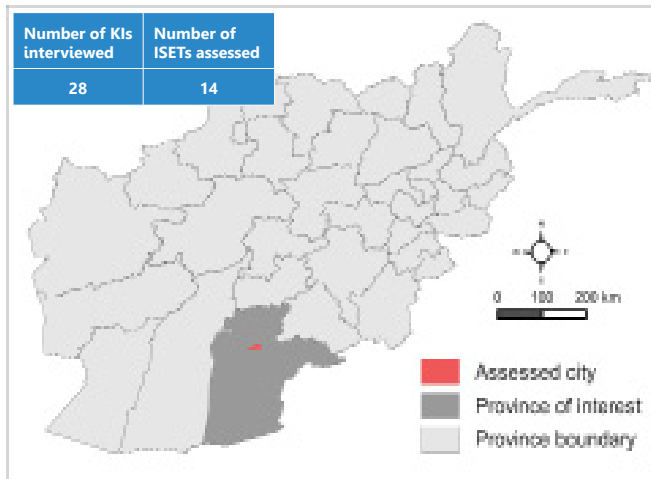 Number of KIs interviewed
Number of ISETs assessed
28
14
0 100 200 km
Assessed city
Province of interest
Province boundary